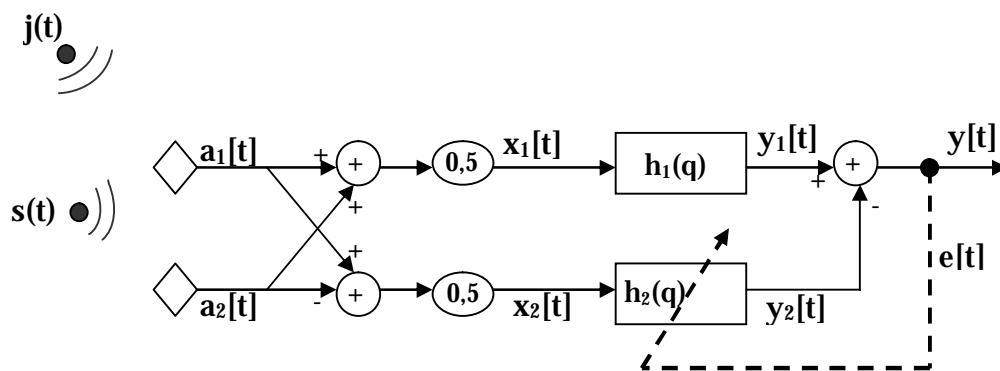 j(t)
a₁[t] + + 0,5 x₁[t] h₁(q) y₁[t] + y[t]
+ + -
s(t)
+ e[t]
a₂[t] - + 0,5 x₂[t] h₂(q) y₂[t]